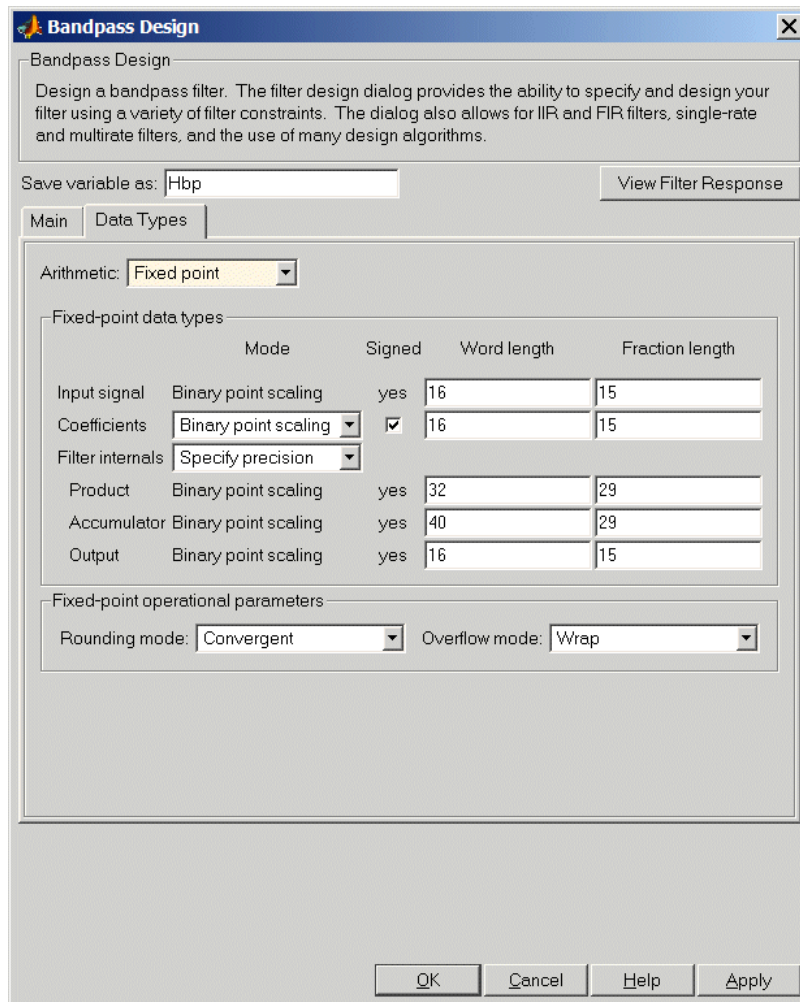 Bandpass Design
Bandpass Design
Design a bandpass filter. The filter design dialog provides the ability to specify and design your
filter using a variety of filter constraints. The dialog also allows for IIR and FIR filters, single-rate
and multirate filters, and the use of many design algorithms.
Save variable as: Hbp View Filter Response
Main Data Types
Arithmetic: Fixed point
Fixed-point data types
Mode Signed Word length Fraction length
Input signal Binary point scaling yes 16 15
Coefficients Binary point scaling 16 15
Filter internals Specify precision
Product Binary point scaling yes 32 29
Accumulator Binary point scaling yes 40 29
Output Binary point scaling yes 16 15
Fixed-point operational parameters
Rounding mode: Convergent Overflow mode: Wrap
OK Cancel Help Apply